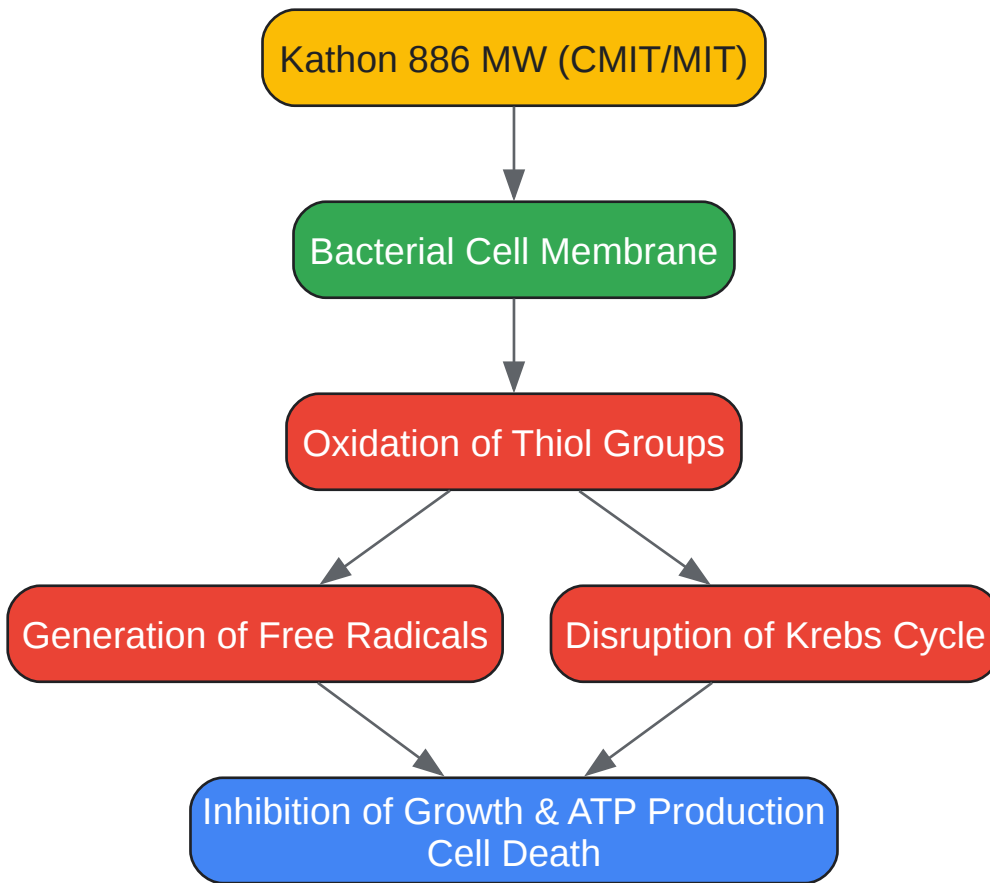 Kathon 886 MW (CMIT/MIT)
Bacterial Cell Membrane
Oxidation of Thiol Groups
Generation of Free Radicals
Disruption of Krebs Cycle
Inhibition of Growth & ATP Production
Cell Death